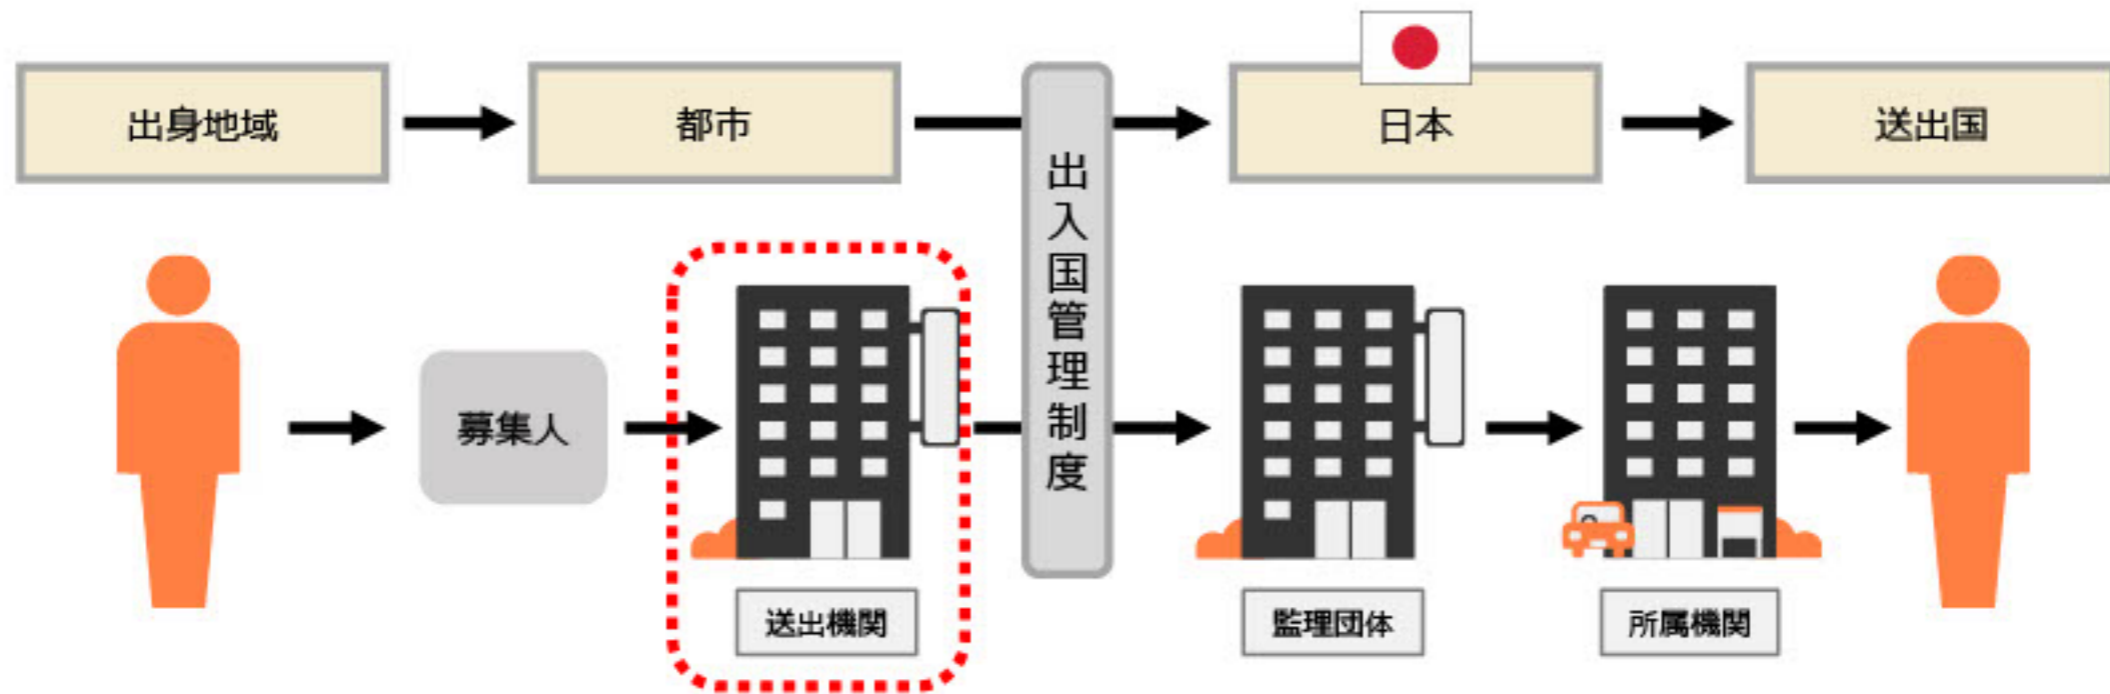 出身地域
都市
日本
送出国
出入国管理制度
募集人
送出機関
監理団体
所属機関